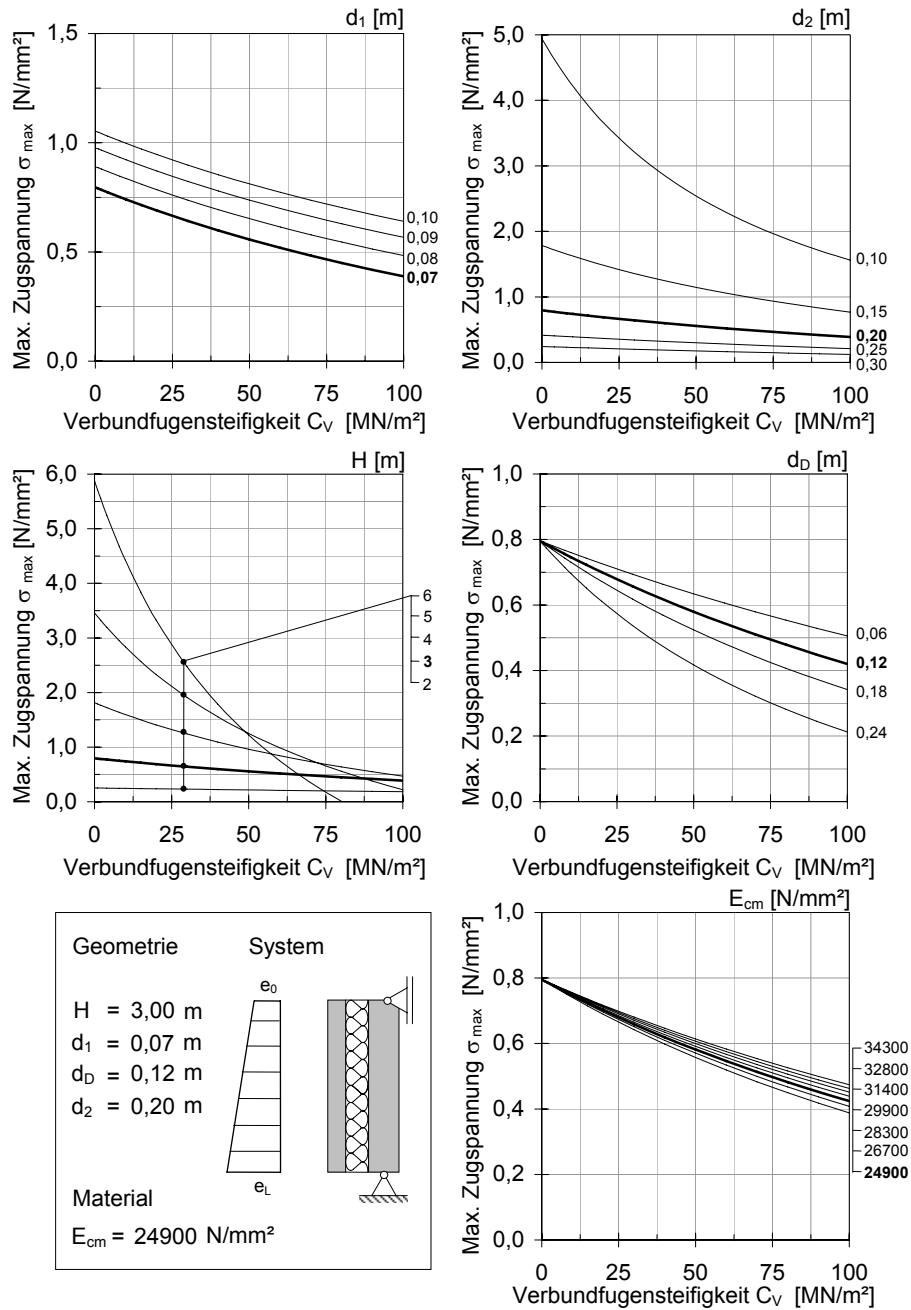 d₁ [m]
Max. Zugspannung σ max [N/mm²]
1,5
1,0
0,5
0,0
0,10
0,09
0,08
0,07
0 25 50 75 100
Verbundfugensteifigkeit C_V [MN/m²]
d₂ [m]
Max. Zugspannung σ max [N/mm²]
5,0
4,0
3,0
2,0
1,0
0,0
0,10
0,15
0,20
0,25
0,30
0 25 50 75 100
Verbundfugensteifigkeit C_V [MN/m²]
H [m]
Max. Zugspannung σ max [N/mm²]
6,0
5,0
4,0
3,0
2,0
1,0
0,0
6
5
4
3
2
0 25 50 75 100
Verbundfugensteifigkeit C_V [MN/m²]
d_D [m]
Max. Zugspannung σ max [N/mm²]
1,0
0,8
0,6
0,4
0,2
0,0
0,06
0,12
0,18
0,24
0 25 50 75 100
Verbundfugensteifigkeit C_V [MN/m²]
Geometrie System
H = 3,00 m
d₁ = 0,07 m
d_D = 0,12 m
d₂ = 0,20 m
e₀
e_L
Material
E_cm = 24900 N/mm²
E_cm [N/mm²]
Max. Zugspannung σ max [N/mm²]
1,0
0,8
0,6
0,4
0,2
0,0
34300
32800
31400
29900
28300
26700
24900
0 25 50 75 100
Verbundfugensteifigkeit C_V [MN/m²]